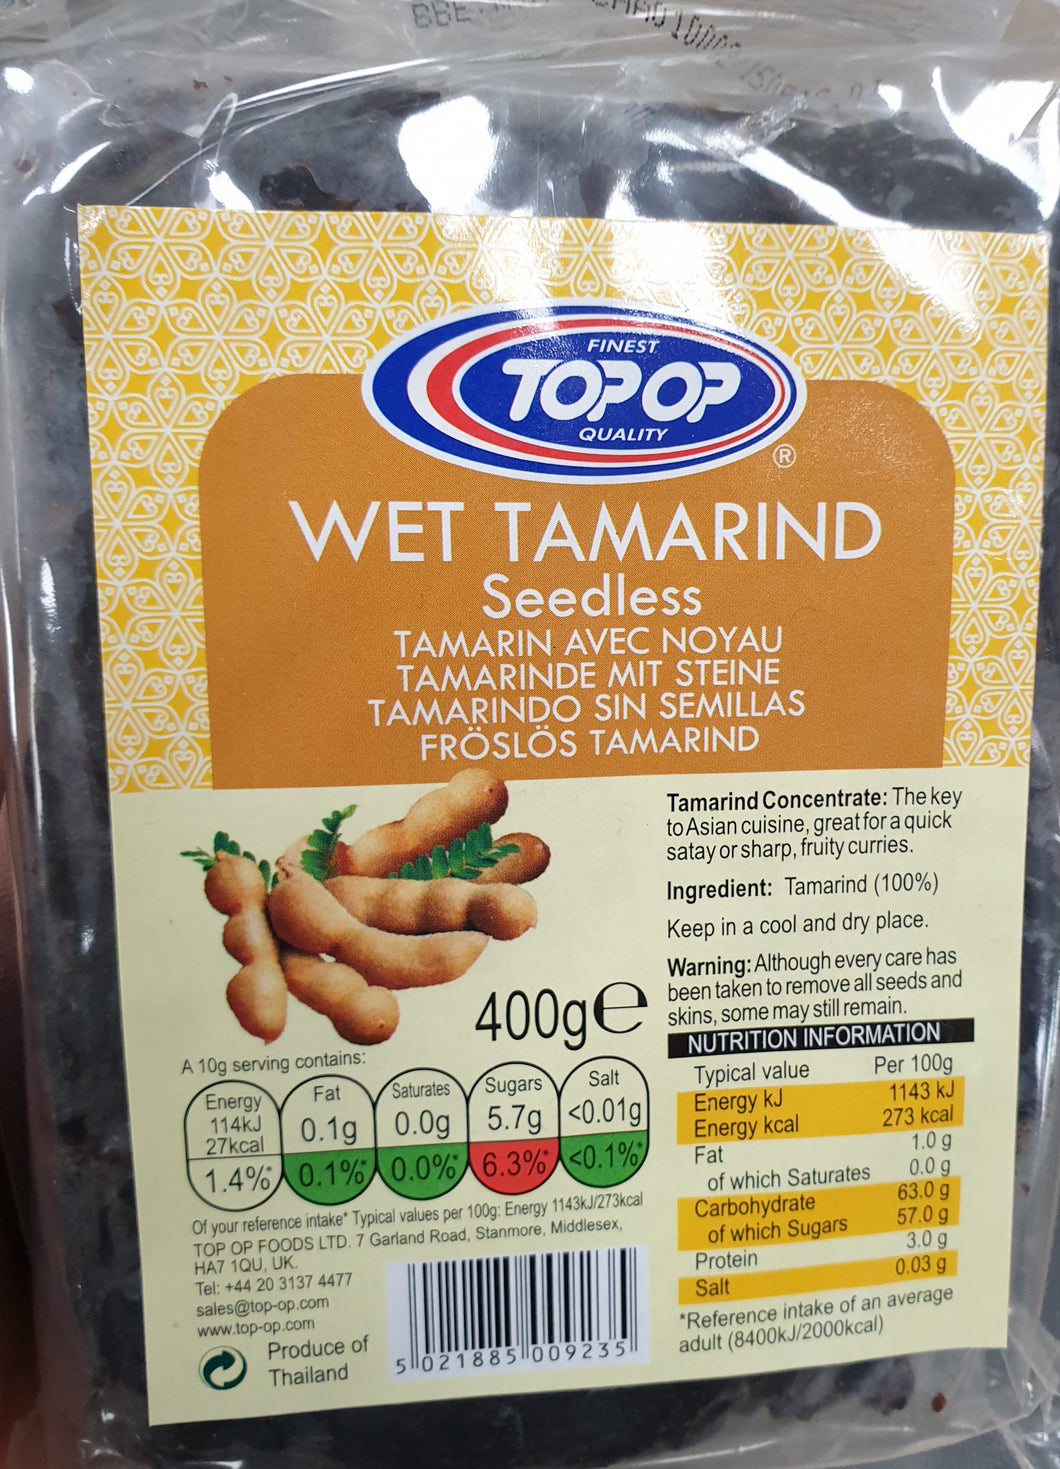 BBE
FINEST
TOP OP
QUALITY
®
WET TAMARIND
Seedless
TAMARIN AVEC NOYAU
TAMARINDE MIT STEINE
TAMARINDO SIN SEMILLAS
FRÖSLÖS TAMARIND
Tamarind Concentrate: The key
to Asian cuisine, great for a quick
satay or sharp, fruity curries.
Ingredient: Tamarind (100%)
Keep in a cool and dry place.
Warning: Although every care has
been taken to remove all seeds and
skins, some may still remain.
400g℮
A 10g serving contains:
Energy
114kJ
27kcal
1.4%*
Fat
0.1g
0.1%*
Saturates
0.0g
0.0%*
Sugars
5.7g
6.3%*
Salt
<0.01g
<0.1%*
Of your reference intake* Typical values per 100g: Energy 1143kJ/273kcal
TOP OP FOODS LTD. 7 Garland Road, Stanmore, Middlesex,
HA7 1QU, UK.
Tel: +44 20 3137 4477
sales@top-op.com
www.top-op.com
Produce of
Thailand
5 021885 009235
NUTRITION INFORMATION
Typical value Per 100g
Energy kJ 1143 kJ
Energy kcal 273 kcal
Fat 1.0 g
of which Saturates 0.0 g
Carbohydrate 63.0 g
of which Sugars 57.0 g
Protein 3.0 g
Salt 0.03 g
*Reference intake of an average
adult (8400kJ/2000kcal)